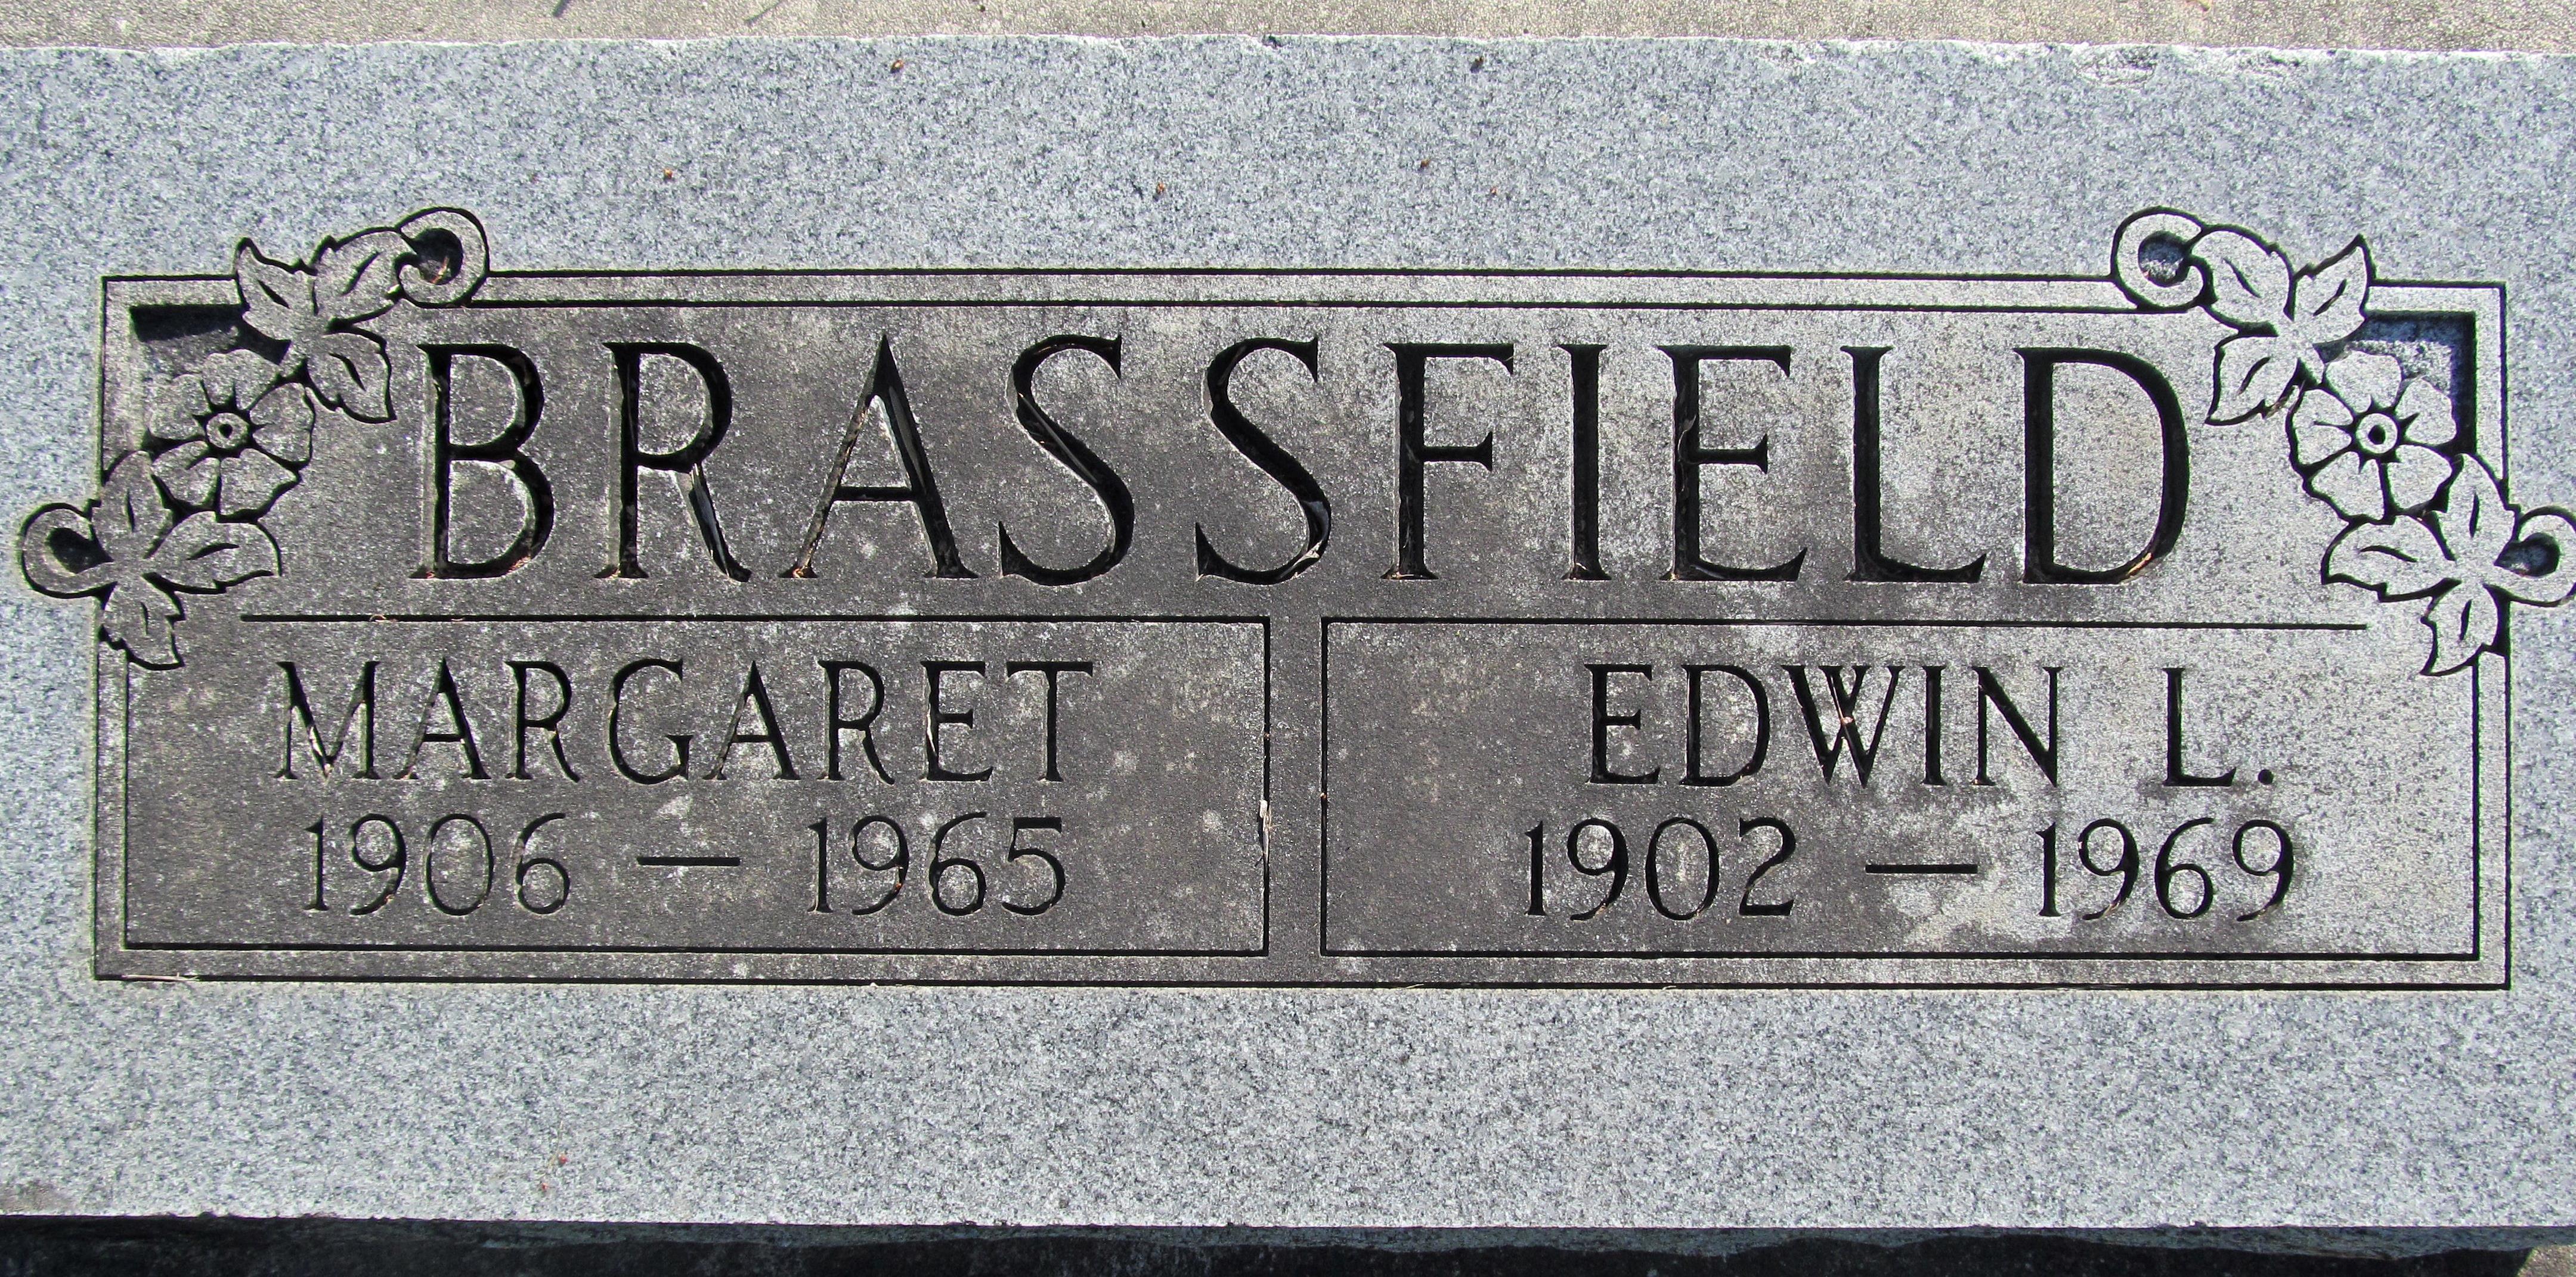 BRASSFIELD
MARGARET
1906 — 1965
EDWIN L.
1902 — 1969